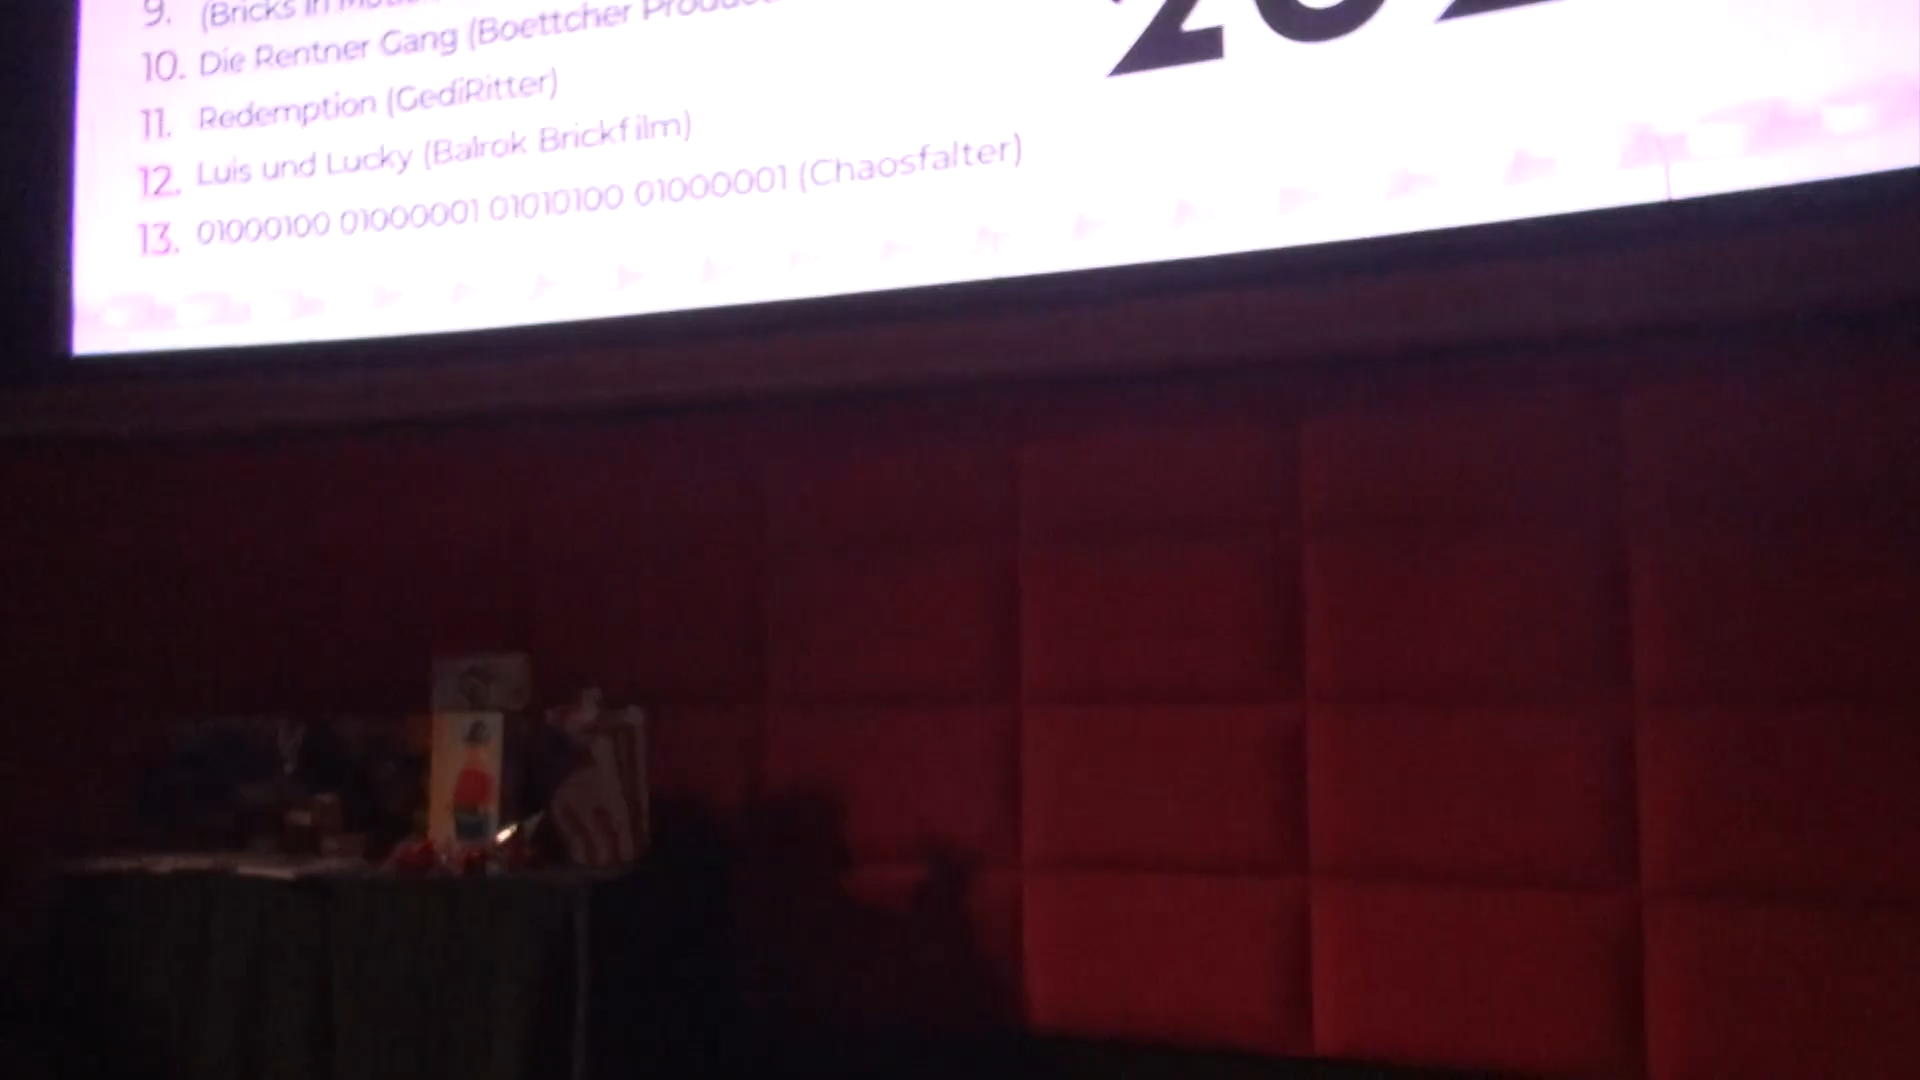 9. (Bricks in
10. Die Rentner Gang (Boettcher
11. Redemption (GediRitter)
12. Luis und Lucky (Balrok Brickfilm)
13. 01000100 01000001 01010100 01000001 (Chaosfalter)
202